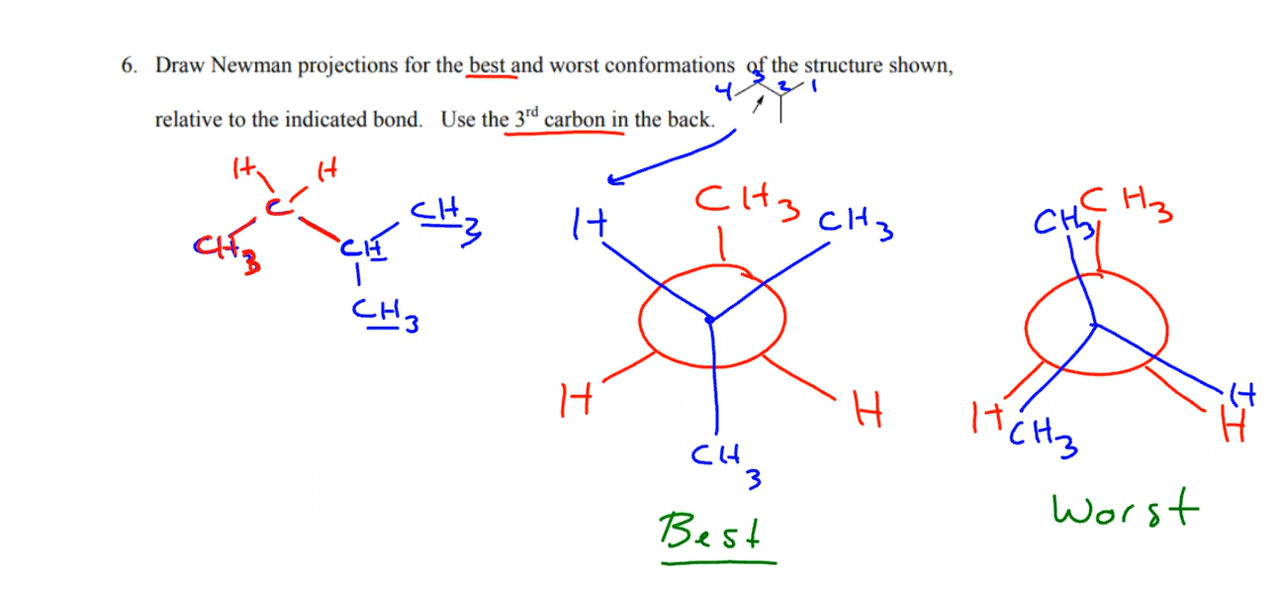 6. Draw Newman projections for the best and worst conformations of the structure shown,
4 3 2 1
relative to the indicated bond. Use the 3rd carbon in the back.
H H
C
CH3 CH CH3
CH3
H CH3 CH3
H H
CH3
Best
CH3 CH3
H CH3 H
H
Worst